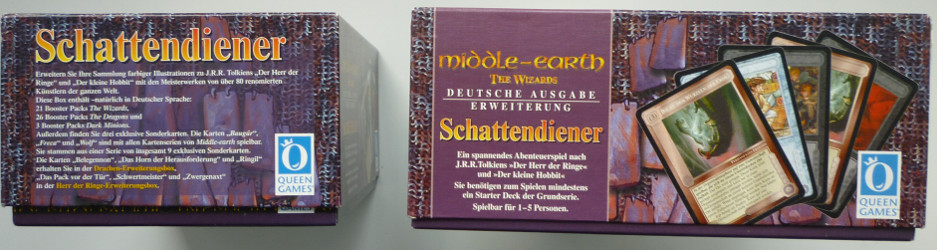 Schattendiener
Erweitern Sie Ihre Sammlung farbiger Illustrationen zu J.R.R. Tolkiens „Der Herr der
Ringe" und „Der kleine Hobbit" mit den Meisterwerken von über 80 renomierten
Künstlern der ganzen Welt.
Diese Box enthält –natürlich in Deutscher Sprache:
21 Booster Packs The Wizards,
26 Booster Packs The Dragons und
3 Booster Packs Dark Minions.
Außerdem finden Sie drei exklusive Sonderkarten. Die Karten „Baugúr",
„Freca" und „Wolf" sind mit allen Kartenserien von Middle-earth spielbar.
Sie stammen aus einer Serie von insgesamt 9 exklusiven Sonderkarten.
Die Karten „Belegennon", „Das Horn der Herausforderung" und "Ringil"
erhalten Sie in der Drachen-Erweiterungsbox,
„Das Pack vor der Tür", „Schwertmeister" und „Zwergenaxt"
in der Herr der Ringe-Erweiterungsbox.
QUEEN
GAMES
GAMES
middle-earth
THE WIZARDS
DEUTSCHE AUSGABE
ERWEITERUNG
Schattendiener
Ein spannendes Abenteuerspiel nach
J.R.R.Tolkiens »Der Herr der Ringe«
und »Der kleine Hobbit«
Sie benötigen zum Spielen mindestens
ein Starter Deck der Grundserie.
Spielbar für 1–5 Personen.
QUEEN
GAMES